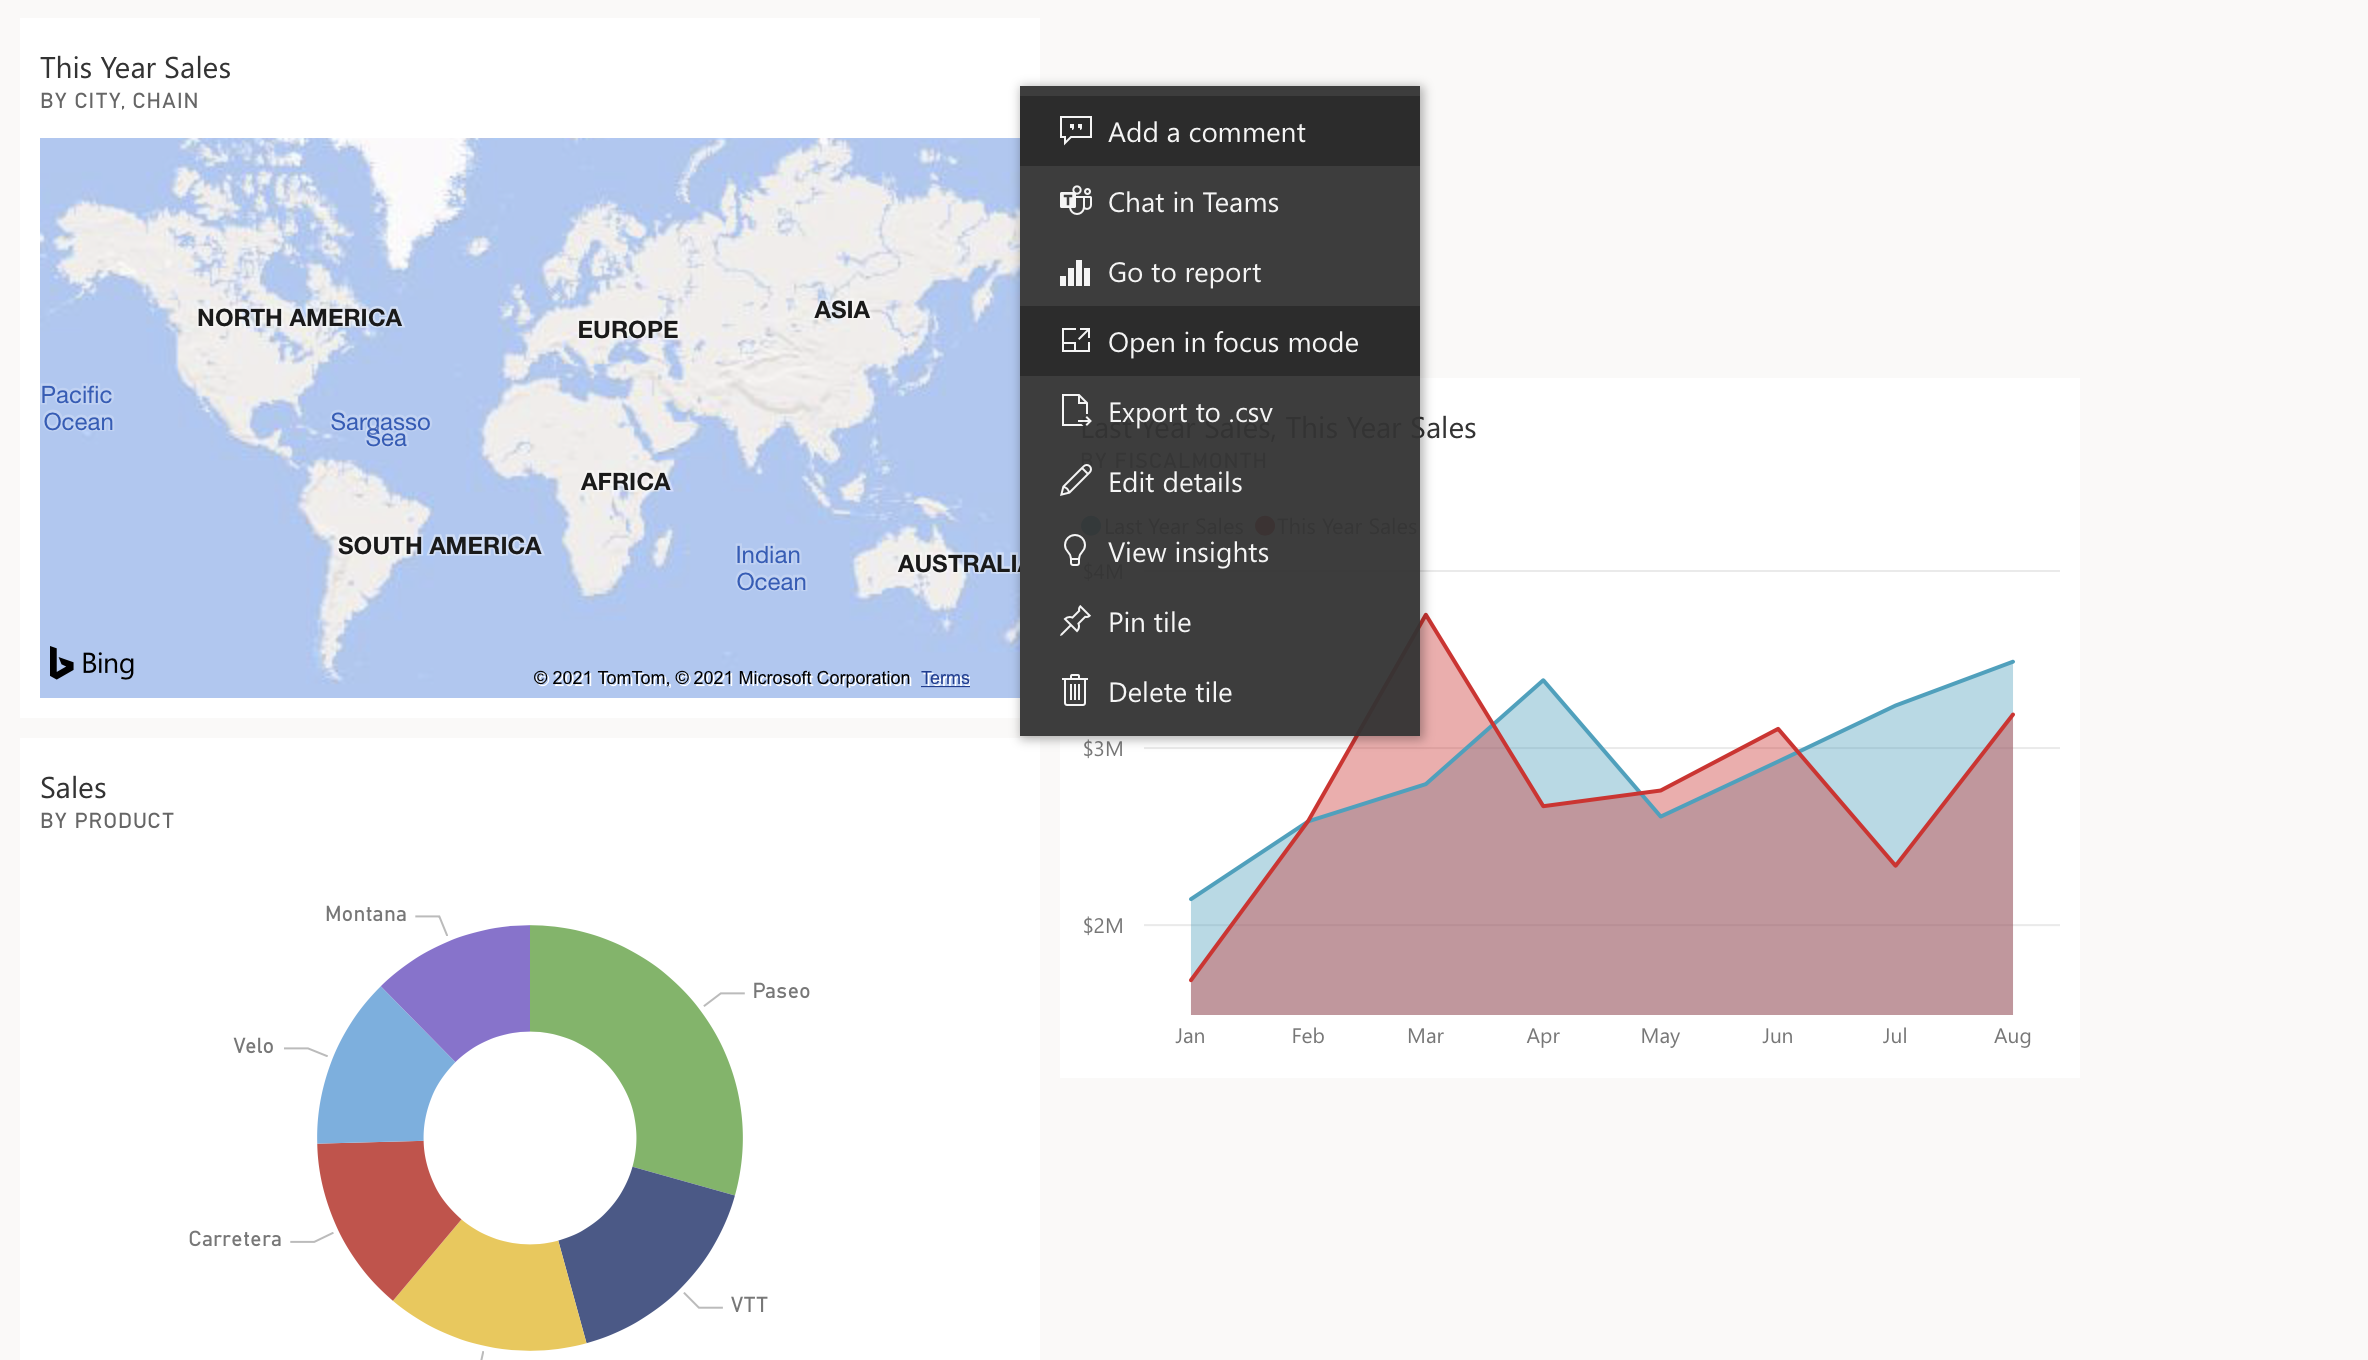 This Year Sales
BY CITY, CHAIN
NORTH AMERICA
EUROPE
ASIA
Pacific
Ocean
Sargasso
Sea
AFRICA
SOUTH AMERICA
Indian
Ocean
AUSTRALIA
Bing
© 2021 TomTom, © 2021 Microsoft Corporation Terms
Add a comment
Chat in Teams
Go to report
Open in focus mode
Export to .csv
Edit details
View insights
Pin tile
Delete tile
Last Year Sales, This Year Sales
BY FISCALMONTH
Last Year Sales This Year Sales
$4M
$3M
$2M
Jan Feb Mar Apr May Jun Jul Aug
Sales
BY PRODUCT
Montana
Paseo
Velo
Carretera
VTT